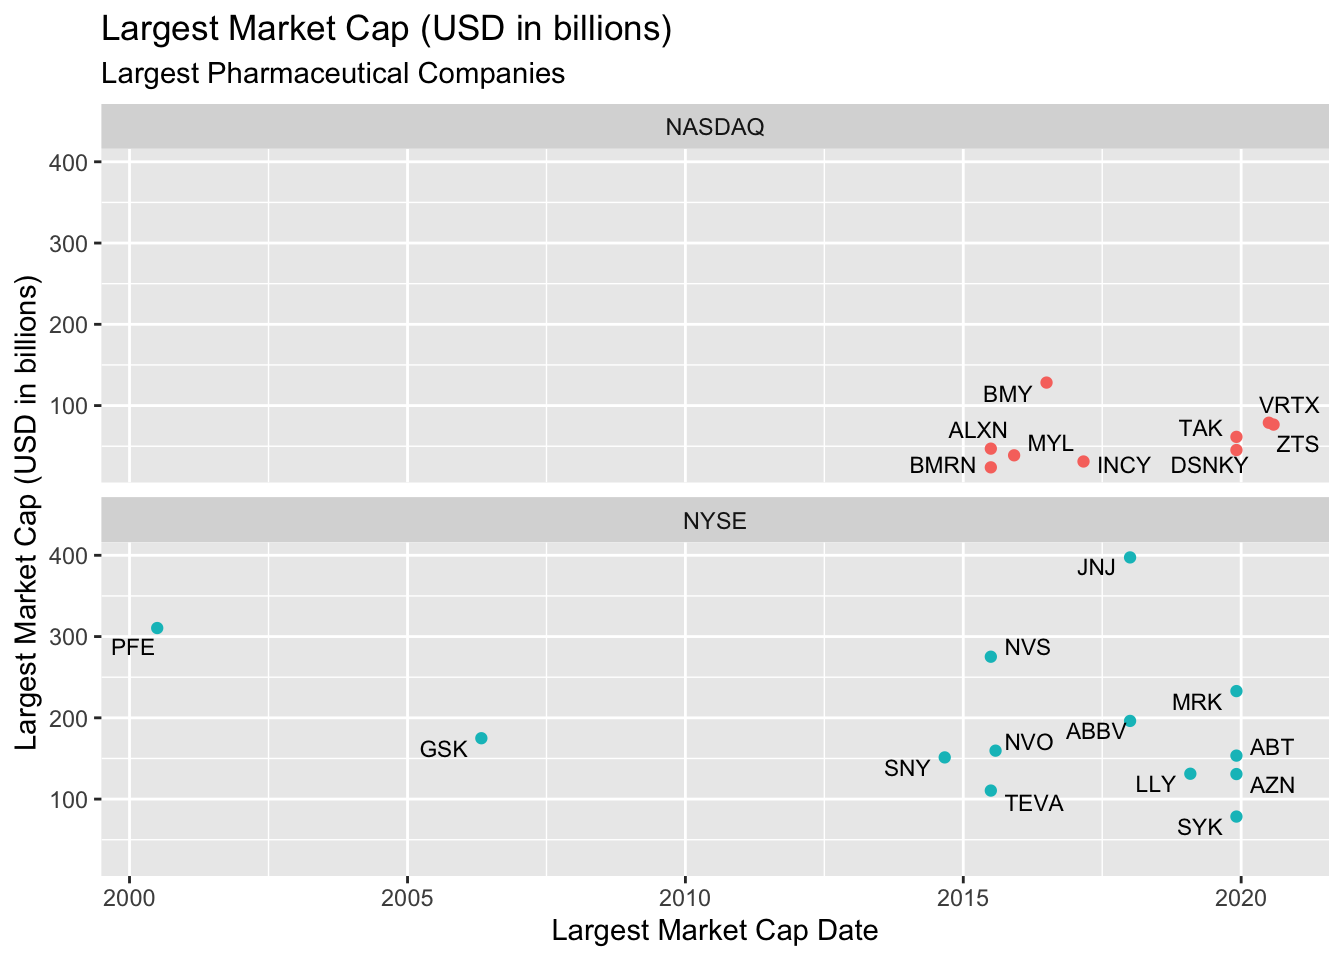 Largest Market Cap (USD in billions)
Largest Pharmaceutical Companies
Largest Market Cap (USD in billions)
NASDAQ
400
300
200
100
BMY
VRTX
ALXN
TAK
MYL
ZTS
BMRN
INCY
DSNKY
NYSE
400
300
200
100
JNJ
PFE
NVS
MRK
ABBV
GSK
NVO
ABT
SNY
LLY
AZN
TEVA
SYK
2000
2005
2010
2015
2020
Largest Market Cap Date